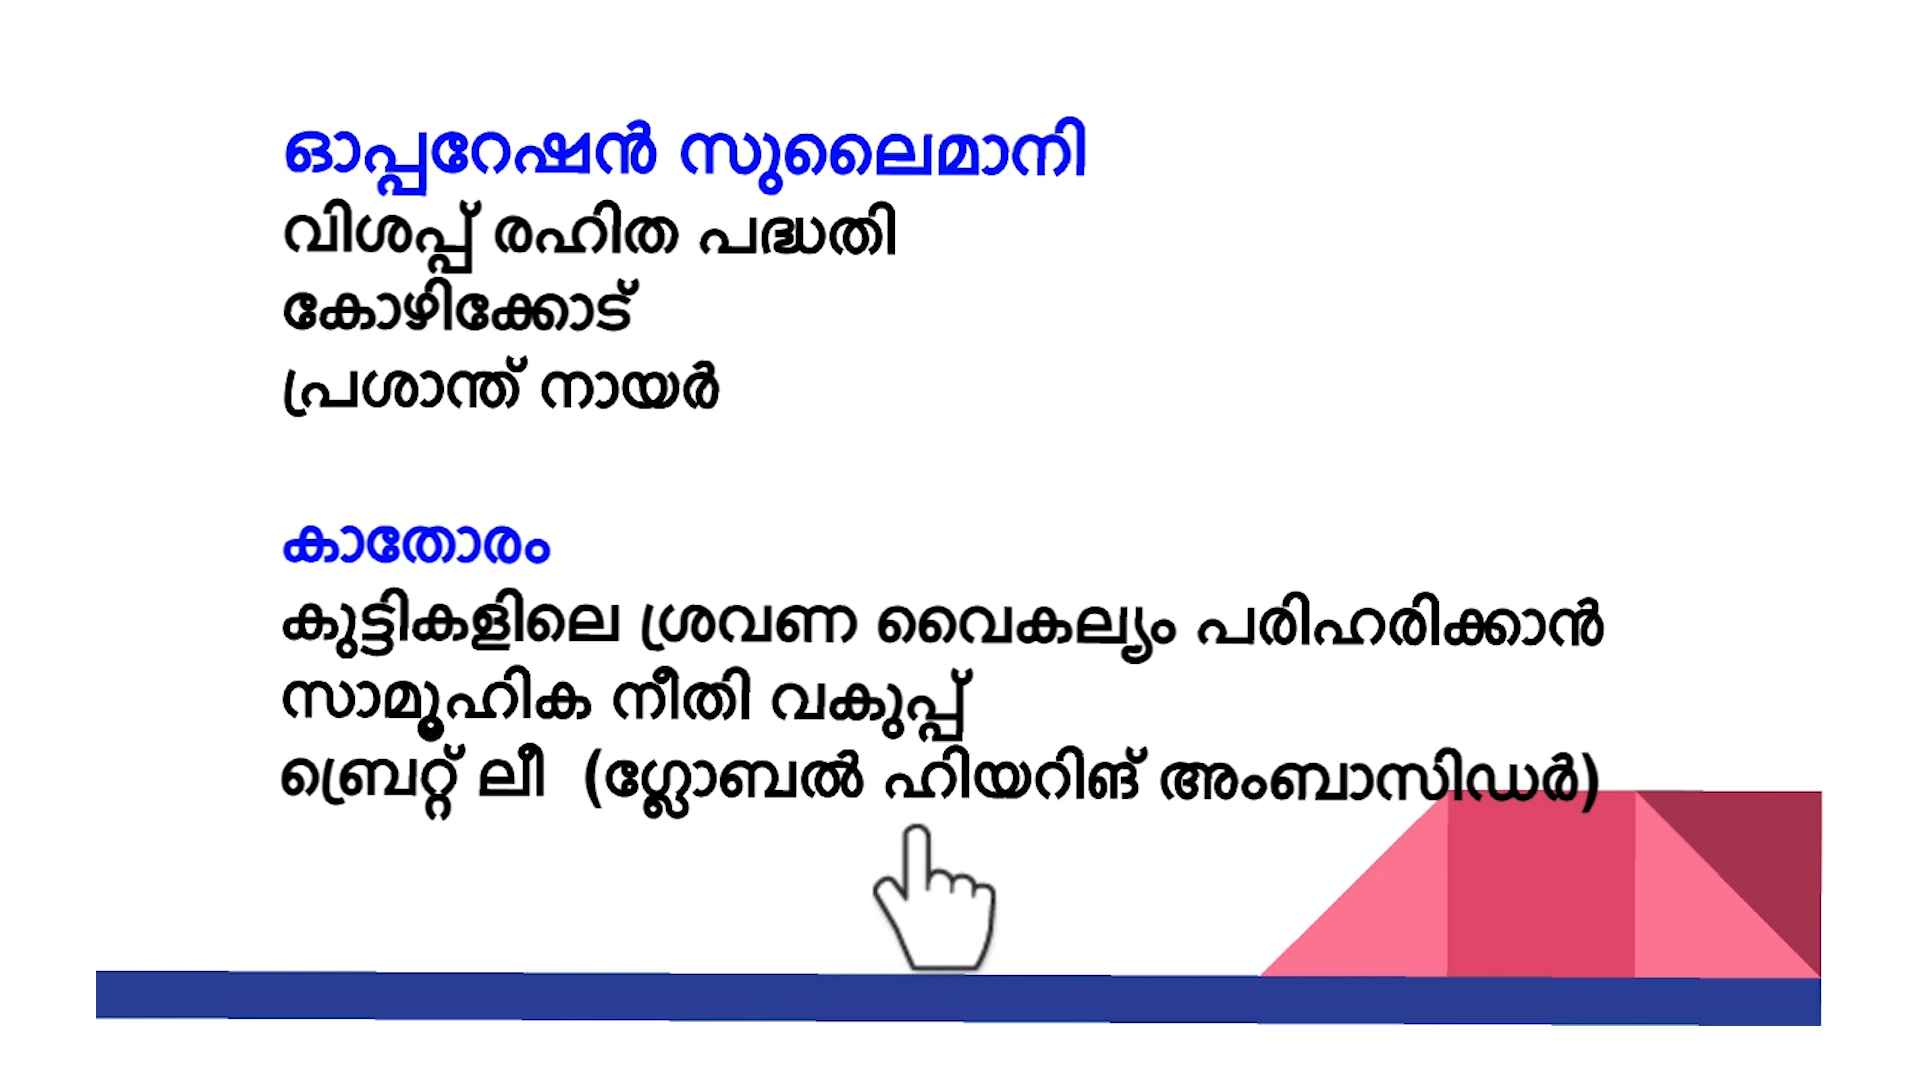 ഓപ്പറേഷൻ സുലൈമാനി
വിശപ്പ് രഹിത പദ്ധതി
കോഴിക്കോട്
പ്രശാന്ത് നായർ
കാതോരം
കുട്ടികളിലെ ശ്രവണ വൈകല്യം പരിഹരിക്കാൻ
സാമൂഹിക നീതി വകുപ്പ്
ബ്രെറ്റ് ലീ (ഗ്ലോബൽ ഹിയറിങ് അംബാസിഡർ)